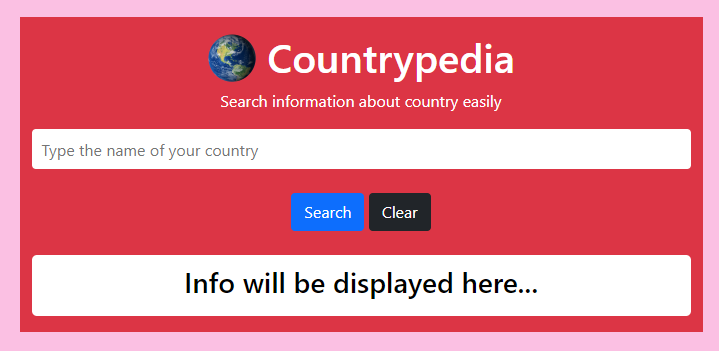 Countrypedia
Search information about country easily
Type the name of your country
Search Clear
Info will be displayed here...